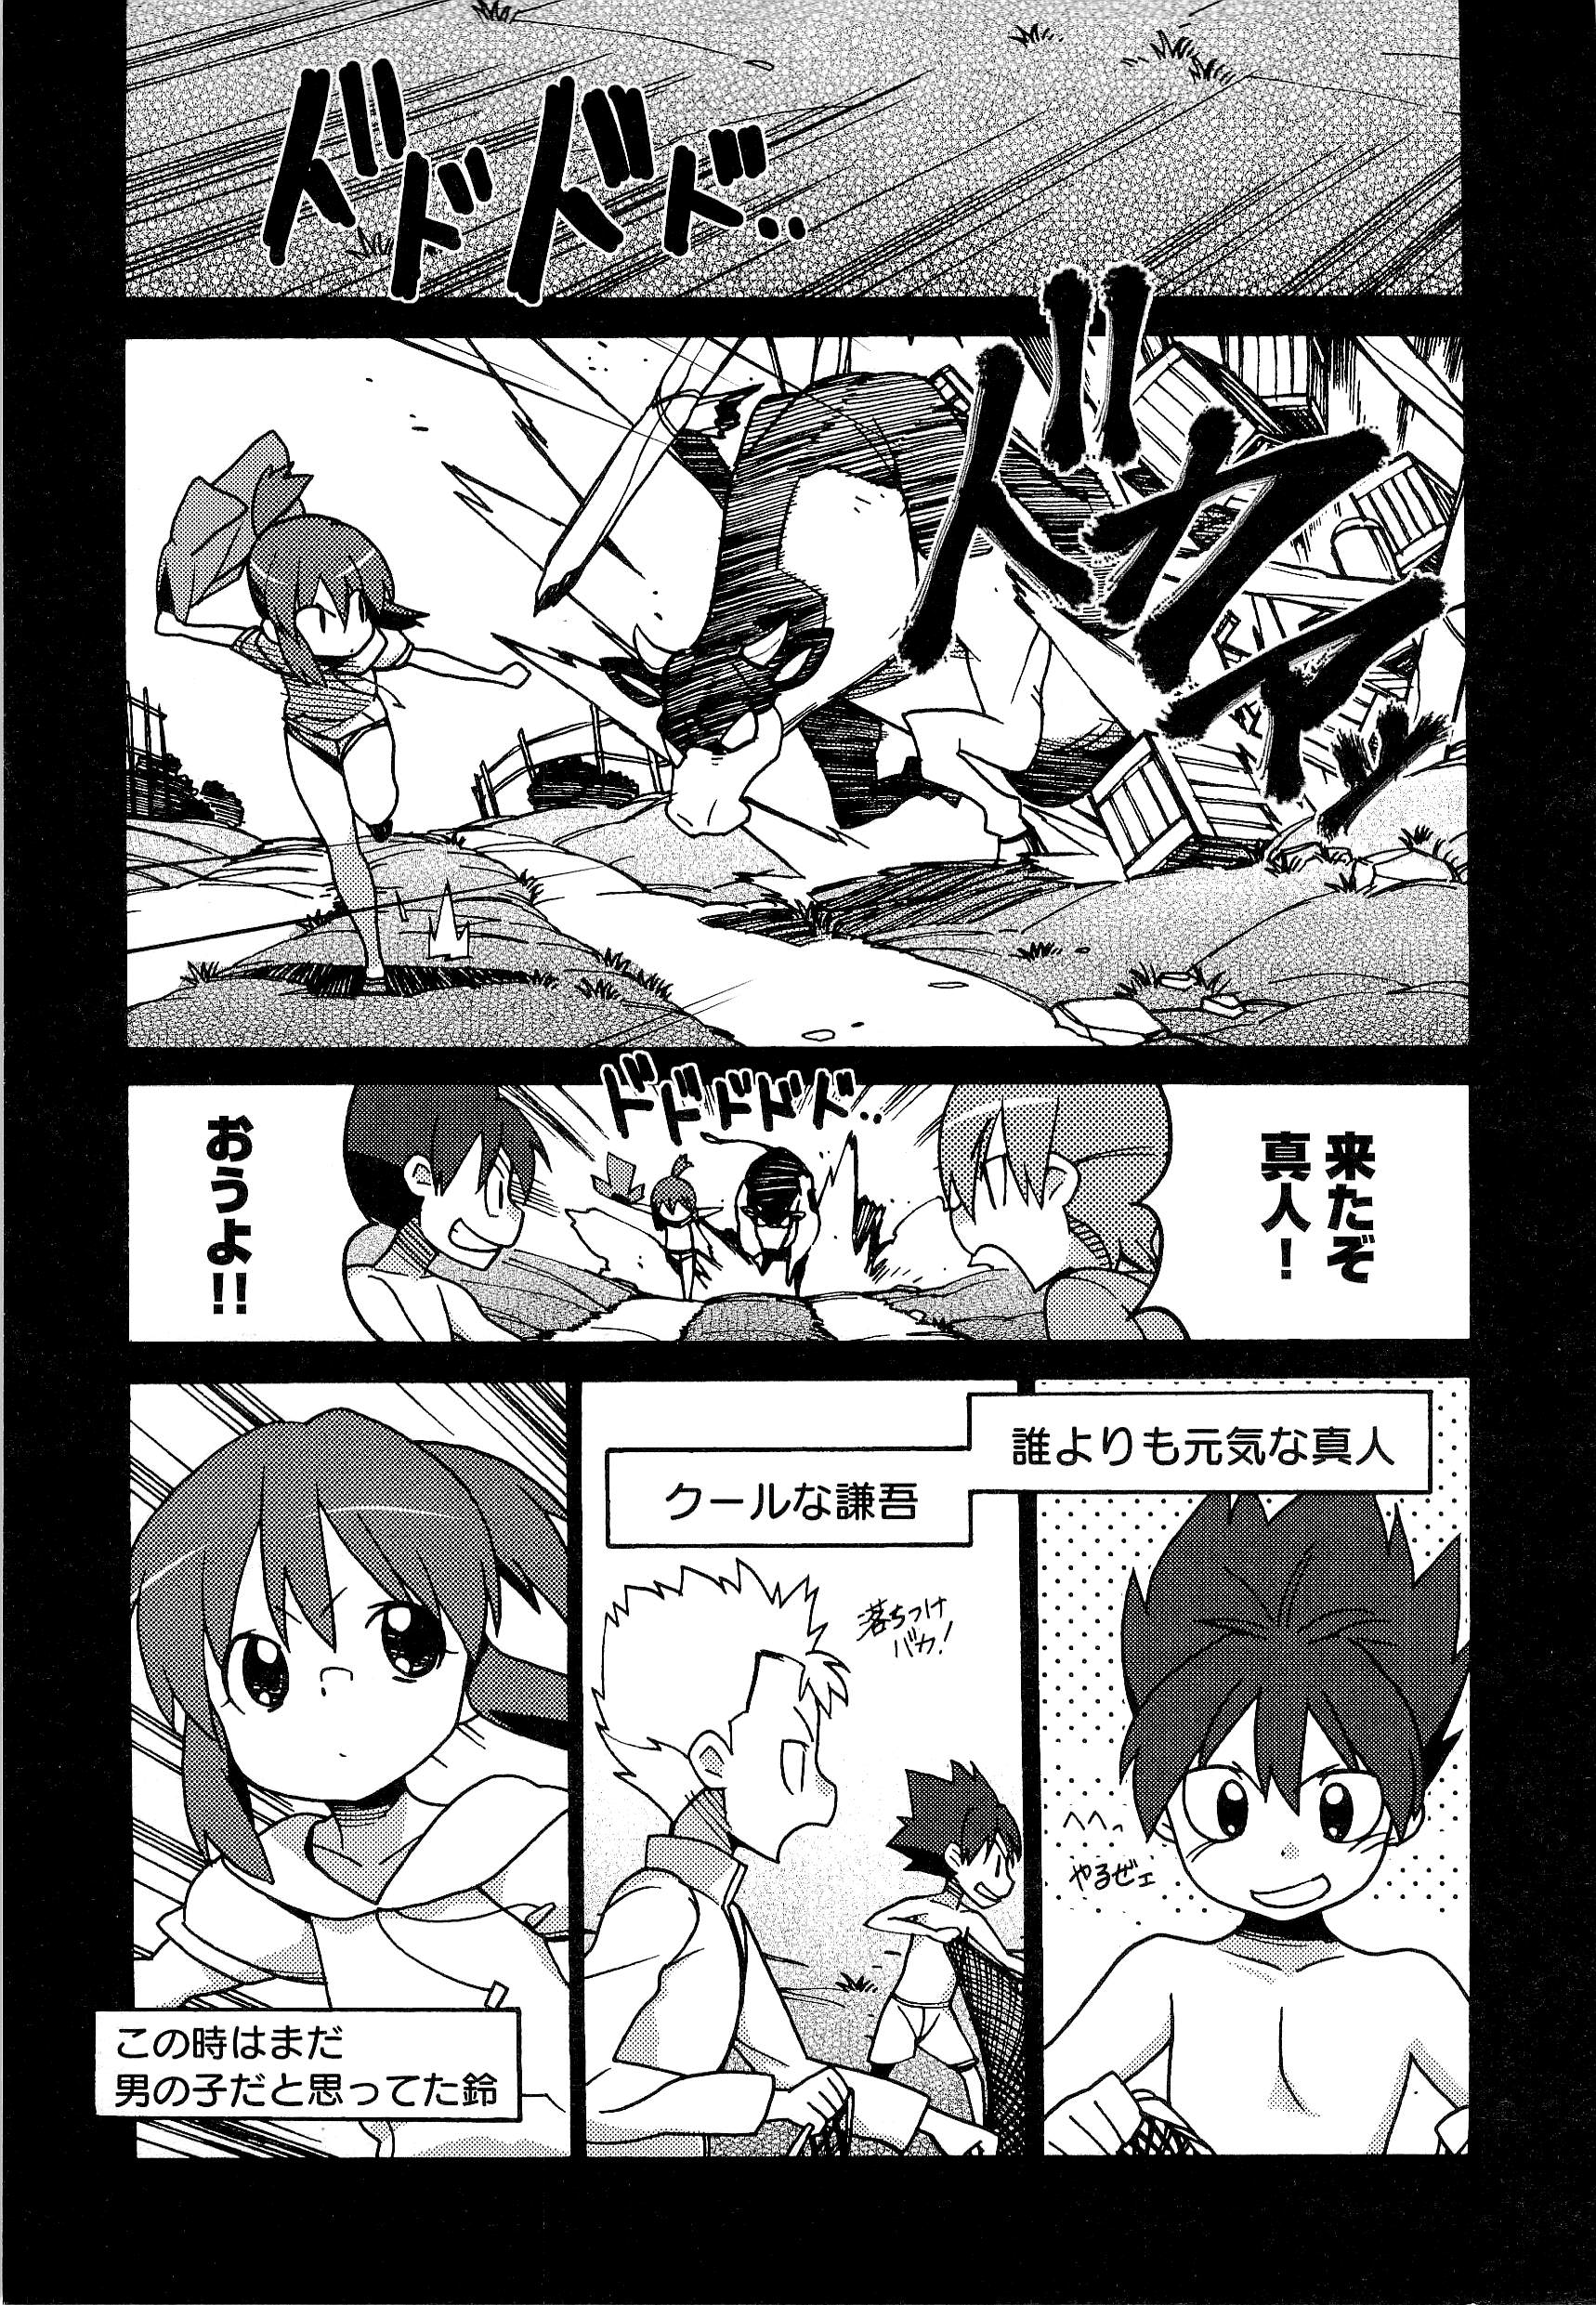 ドドドド‥
ドカアッ
ドドドドド‥
来たぞ
真人！
おうよ！！
誰よりも元気な真人
へへっ
やるぜェ
クールな謙吾
落ちつけ
バカ！
この時はまだ
男の子だと思ってた鈴